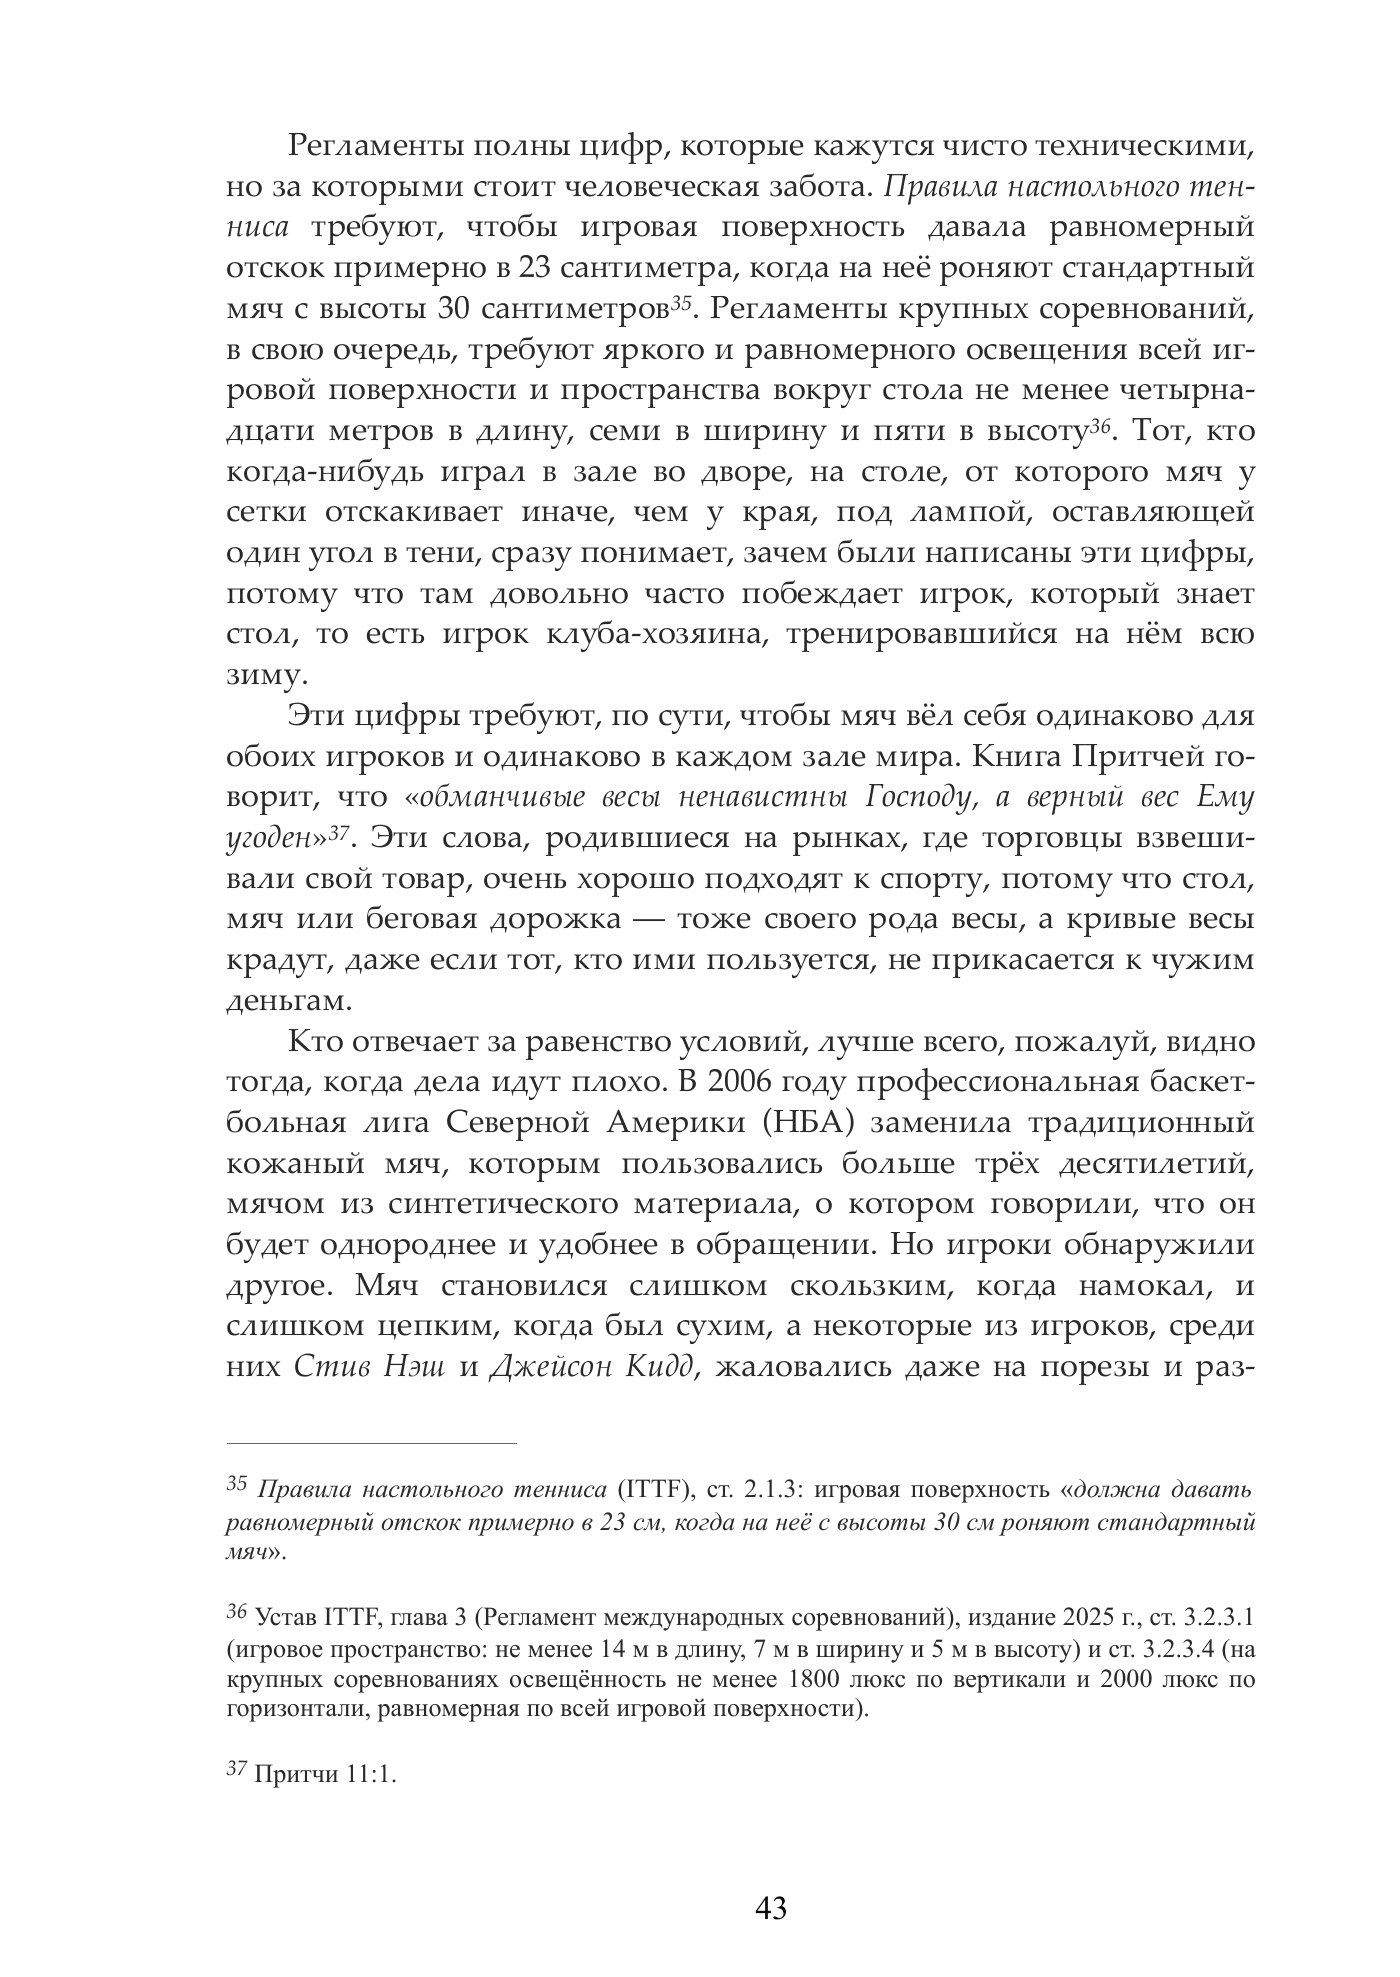 Регламенты полны цифр, которые кажутся чисто техническими,
но за которыми стоит человеческая забота. Правила настольного тен-
ниса требуют, чтобы игровая поверхность давала равномерный
отскок примерно в 23 сантиметра, когда на неё роняют стандартный
мяч с высоты 30 сантиметров35. Регламенты крупных соревнований,
в свою очередь, требуют яркого и равномерного освещения всей иг-
ровой поверхности и пространства вокруг стола не менее четырна-
дцати метров в длину, семи в ширину и пяти в высоту36. Тот, кто
когда-нибудь играл в зале во дворе, на столе, от которого мяч у
сетки отскакивает иначе, чем у края, под лампой, оставляющей
один угол в тени, сразу понимает, зачем были написаны эти цифры,
потому что там довольно часто побеждает игрок, который знает
стол, то есть игрок клуба-хозяина, тренировавшийся на нём всю
зиму.
Эти цифры требуют, по сути, чтобы мяч вёл себя одинаково для
обоих игроков и одинаково в каждом зале мира. Книга Притчей го-
ворит, что «обманчивые весы ненавистны Господу, а верный вес Ему
угоден»37. Эти слова, родившиеся на рынках, где торговцы взвеши-
вали свой товар, очень хорошо подходят к спорту, потому что стол,
мяч или беговая дорожка — тоже своего рода весы, а кривые весы
крадут, даже если тот, кто ими пользуется, не прикасается к чужим
деньгам.
Кто отвечает за равенство условий, лучше всего, пожалуй, видно
тогда, когда дела идут плохо. В 2006 году профессиональная баскет-
больная лига Северной Америки (НБА) заменила традиционный
кожаный мяч, которым пользовались больше трёх десятилетий,
мячом из синтетического материала, о котором говорили, что он
будет однороднее и удобнее в обращении. Но игроки обнаружили
другое. Мяч становился слишком скользким, когда намокал, и
слишком цепким, когда был сухим, а некоторые из игроков, среди
них Стив Нэш и Джейсон Кидд, жаловались даже на порезы и раз-
35 Правила настольного тенниса (ITTF), ст. 2.1.3: игровая поверхность «должна давать
равномерный отскок примерно в 23 см, когда на неё с высоты 30 см роняют стандартный
мяч».
36 Устав ITTF, глава 3 (Регламент международных соревнований), издание 2025 г., ст. 3.2.3.1
(игровое пространство: не менее 14 м в длину, 7 м в ширину и 5 м в высоту) и ст. 3.2.3.4 (на
крупных соревнованиях освещённость не менее 1800 люкс по вертикали и 2000 люкс по
горизонтали, равномерная по всей игровой поверхности).
37 Притчи 11:1.
43